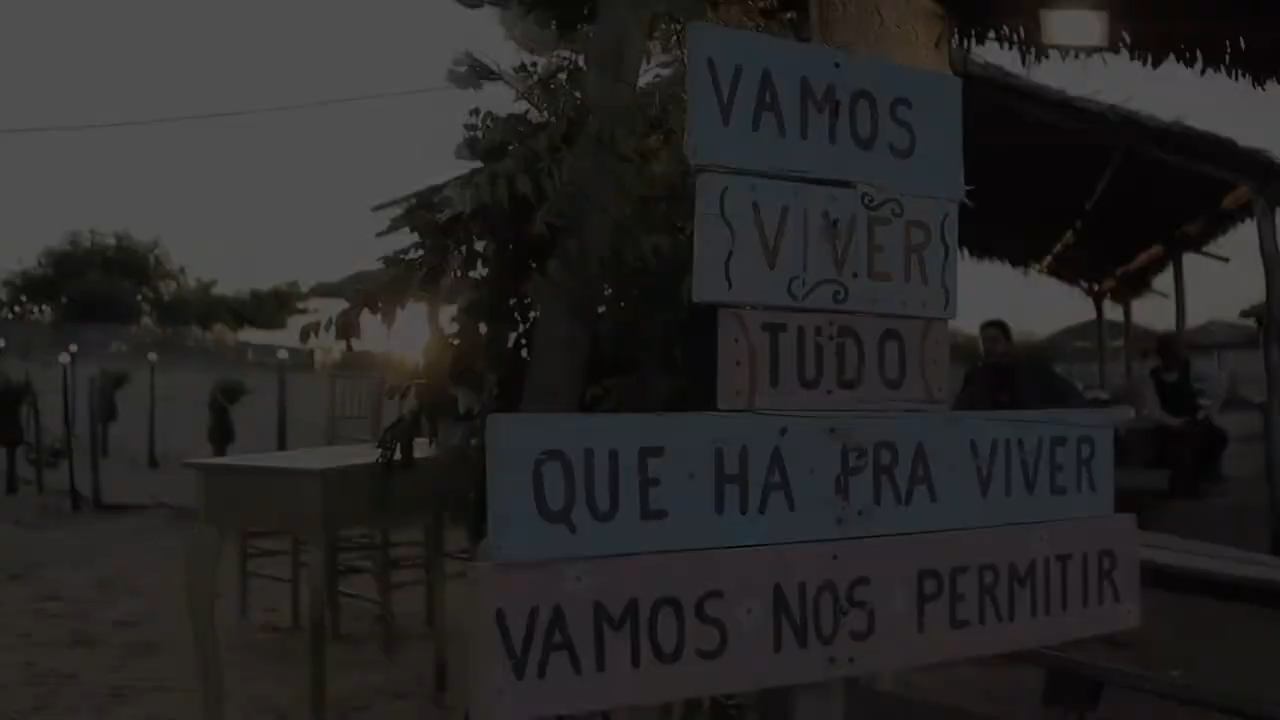 VAMOS
VIVER
TUDO
QUE HÁ PRA VIVER
VAMOS NOS PERMITIR